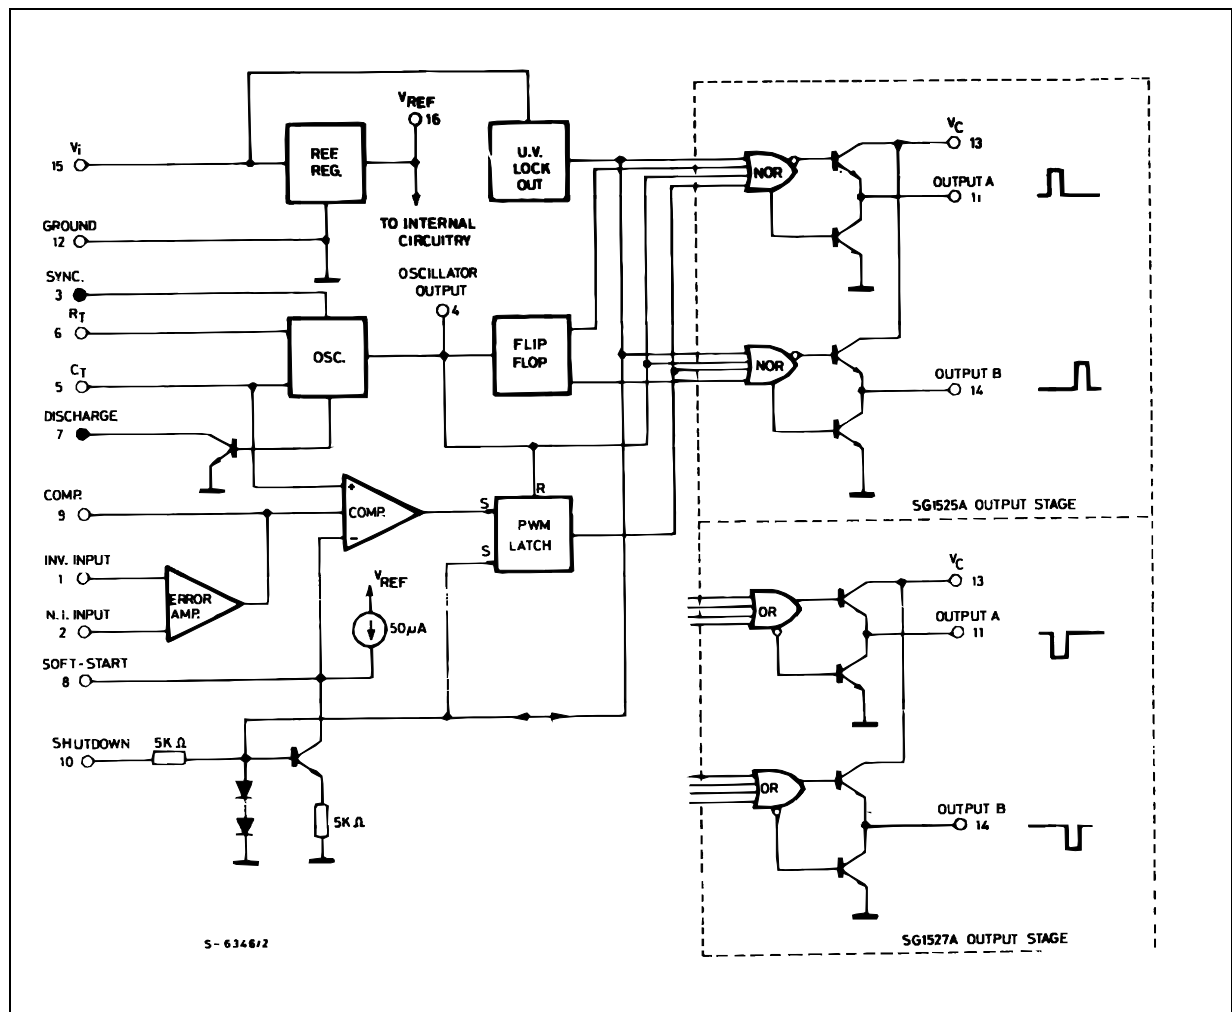 VREF
16
Vi
15
REE
REG.
U.V.
LOCK
OUT
NOR
VC
13
OUTPUT A
11
GROUND
12
TO INTERNAL
CIRCUITRY
SYNC.
3
OSCILLATOR
OUTPUT
4
RT
6
OSC.
FLIP
FLOP
NOR
CT
5
OUTPUT B
14
DISCHARGE
7
COMP.
9
+
COMP.
−
S
R
PWM
LATCH
S
SG1525A OUTPUT STAGE
INV. INPUT
1
N.I. INPUT
2
ERROR
AMP.
VREF
50μA
OR
VC
13
OUTPUT A
11
SOFT-START
8
SHUTDOWN
10
5KΩ
5KΩ
OR
OUTPUT B
14
S-6346/2
SG1527A OUTPUT STAGE